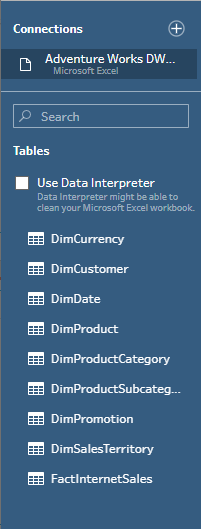 Connections
Adventure Works DW...
Microsoft Excel
Search
Tables
Use Data Interpreter
Data Interpreter might be able to
clean your Microsoft Excel workbook.
DimCurrency
DimCustomer
DimDate
DimProduct
DimProductCategory
DimProductSubcateg...
DimPromotion
DimSalesTerritory
FactInternetSales